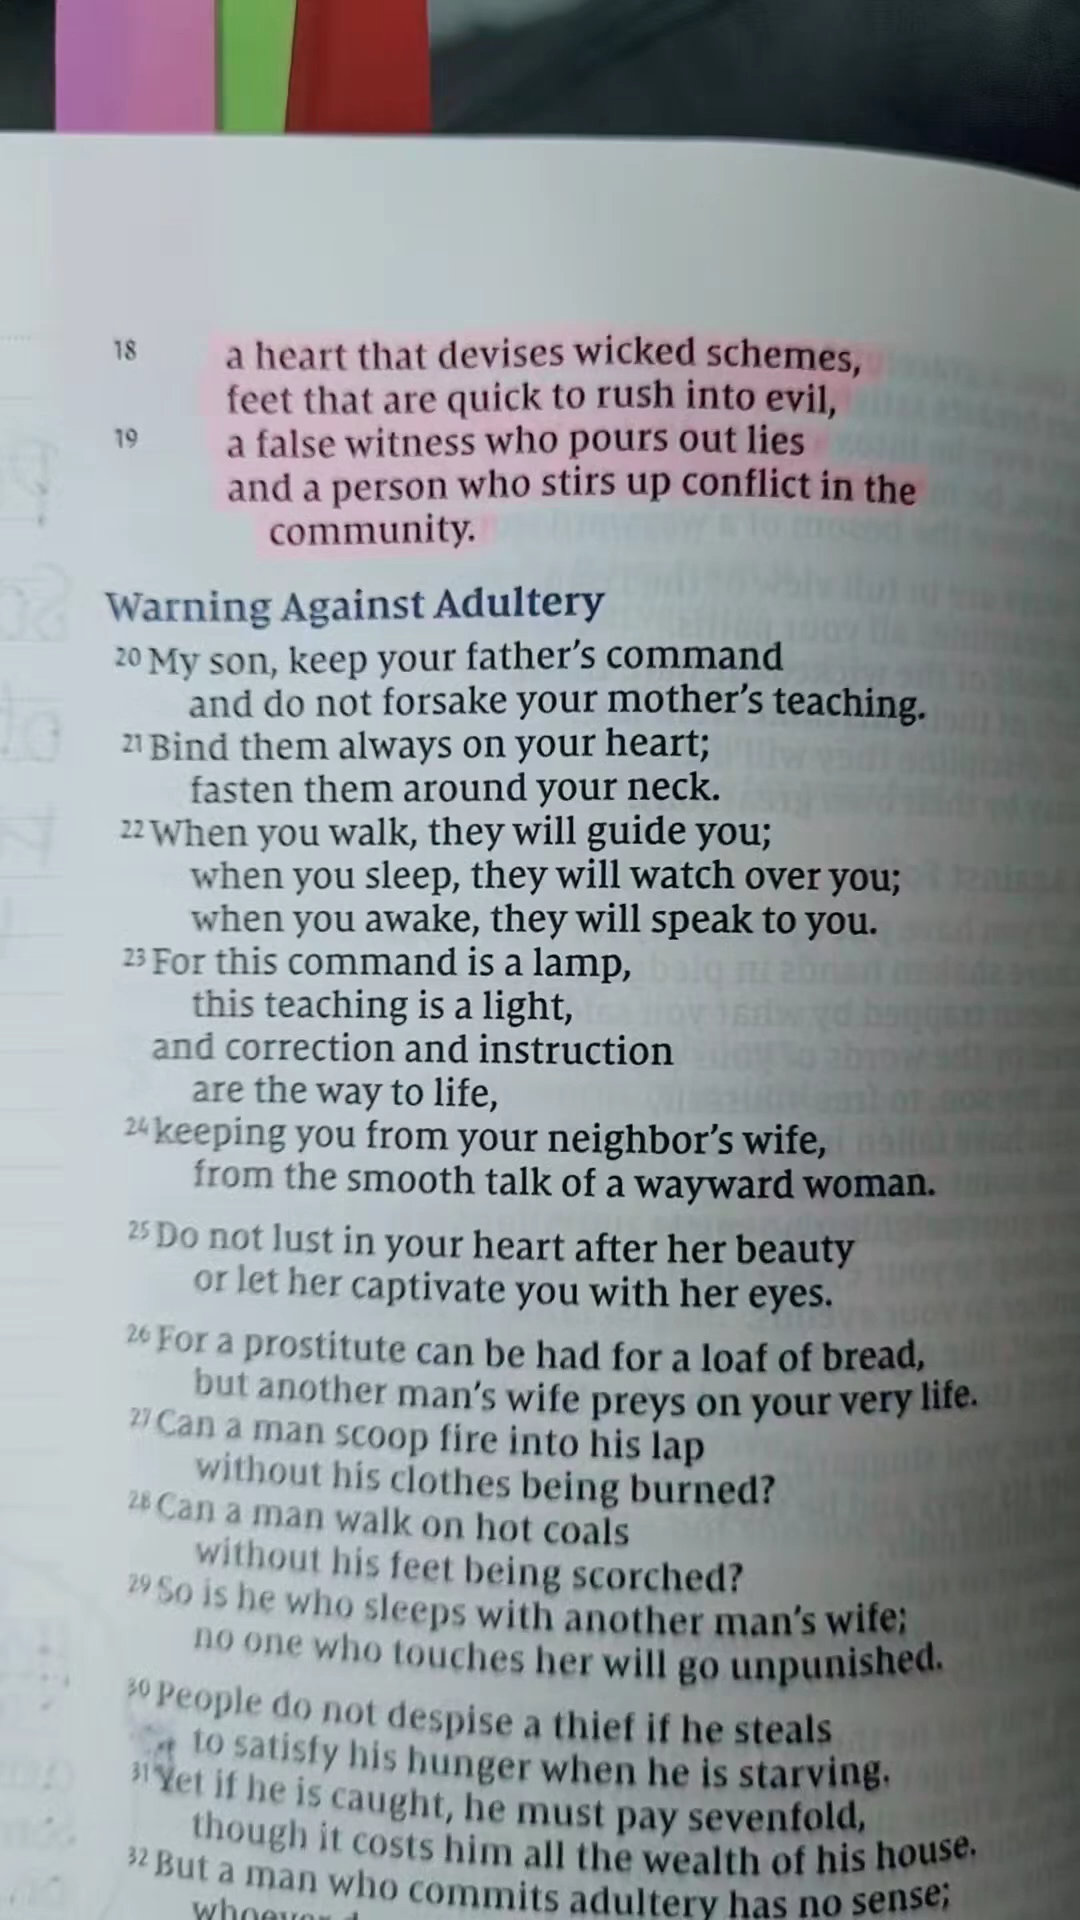 18 a heart that devises wicked schemes,
feet that are quick to rush into evil,
19 a false witness who pours out lies
and a person who stirs up conflict in the
community.
Warning Against Adultery
20 My son, keep your father's command
and do not forsake your mother's teaching.
21 Bind them always on your heart;
fasten them around your neck.
22 When you walk, they will guide you;
when you sleep, they will watch over you;
when you awake, they will speak to you.
23 For this command is a lamp,
this teaching is a light,
and correction and instruction
are the way to life,
24 keeping you from your neighbor's wife,
from the smooth talk of a wayward woman.
25 Do not lust in your heart after her beauty
or let her captivate you with her eyes.
26 For a prostitute can be had for a loaf of bread,
but another man's wife preys on your very life.
27 Can a man scoop fire into his lap
without his clothes being burned?
28 Can a man walk on hot coals
without his feet being scorched?
29 So is he who sleeps with another man's wife;
no one who touches her will go unpunished.
30 People do not despise a thief if he steals
to satisfy his hunger when he is starving.
31 Yet if he is caught, he must pay sevenfold,
though it costs him all the wealth of his house.
32 But a man who commits adultery has no sense;